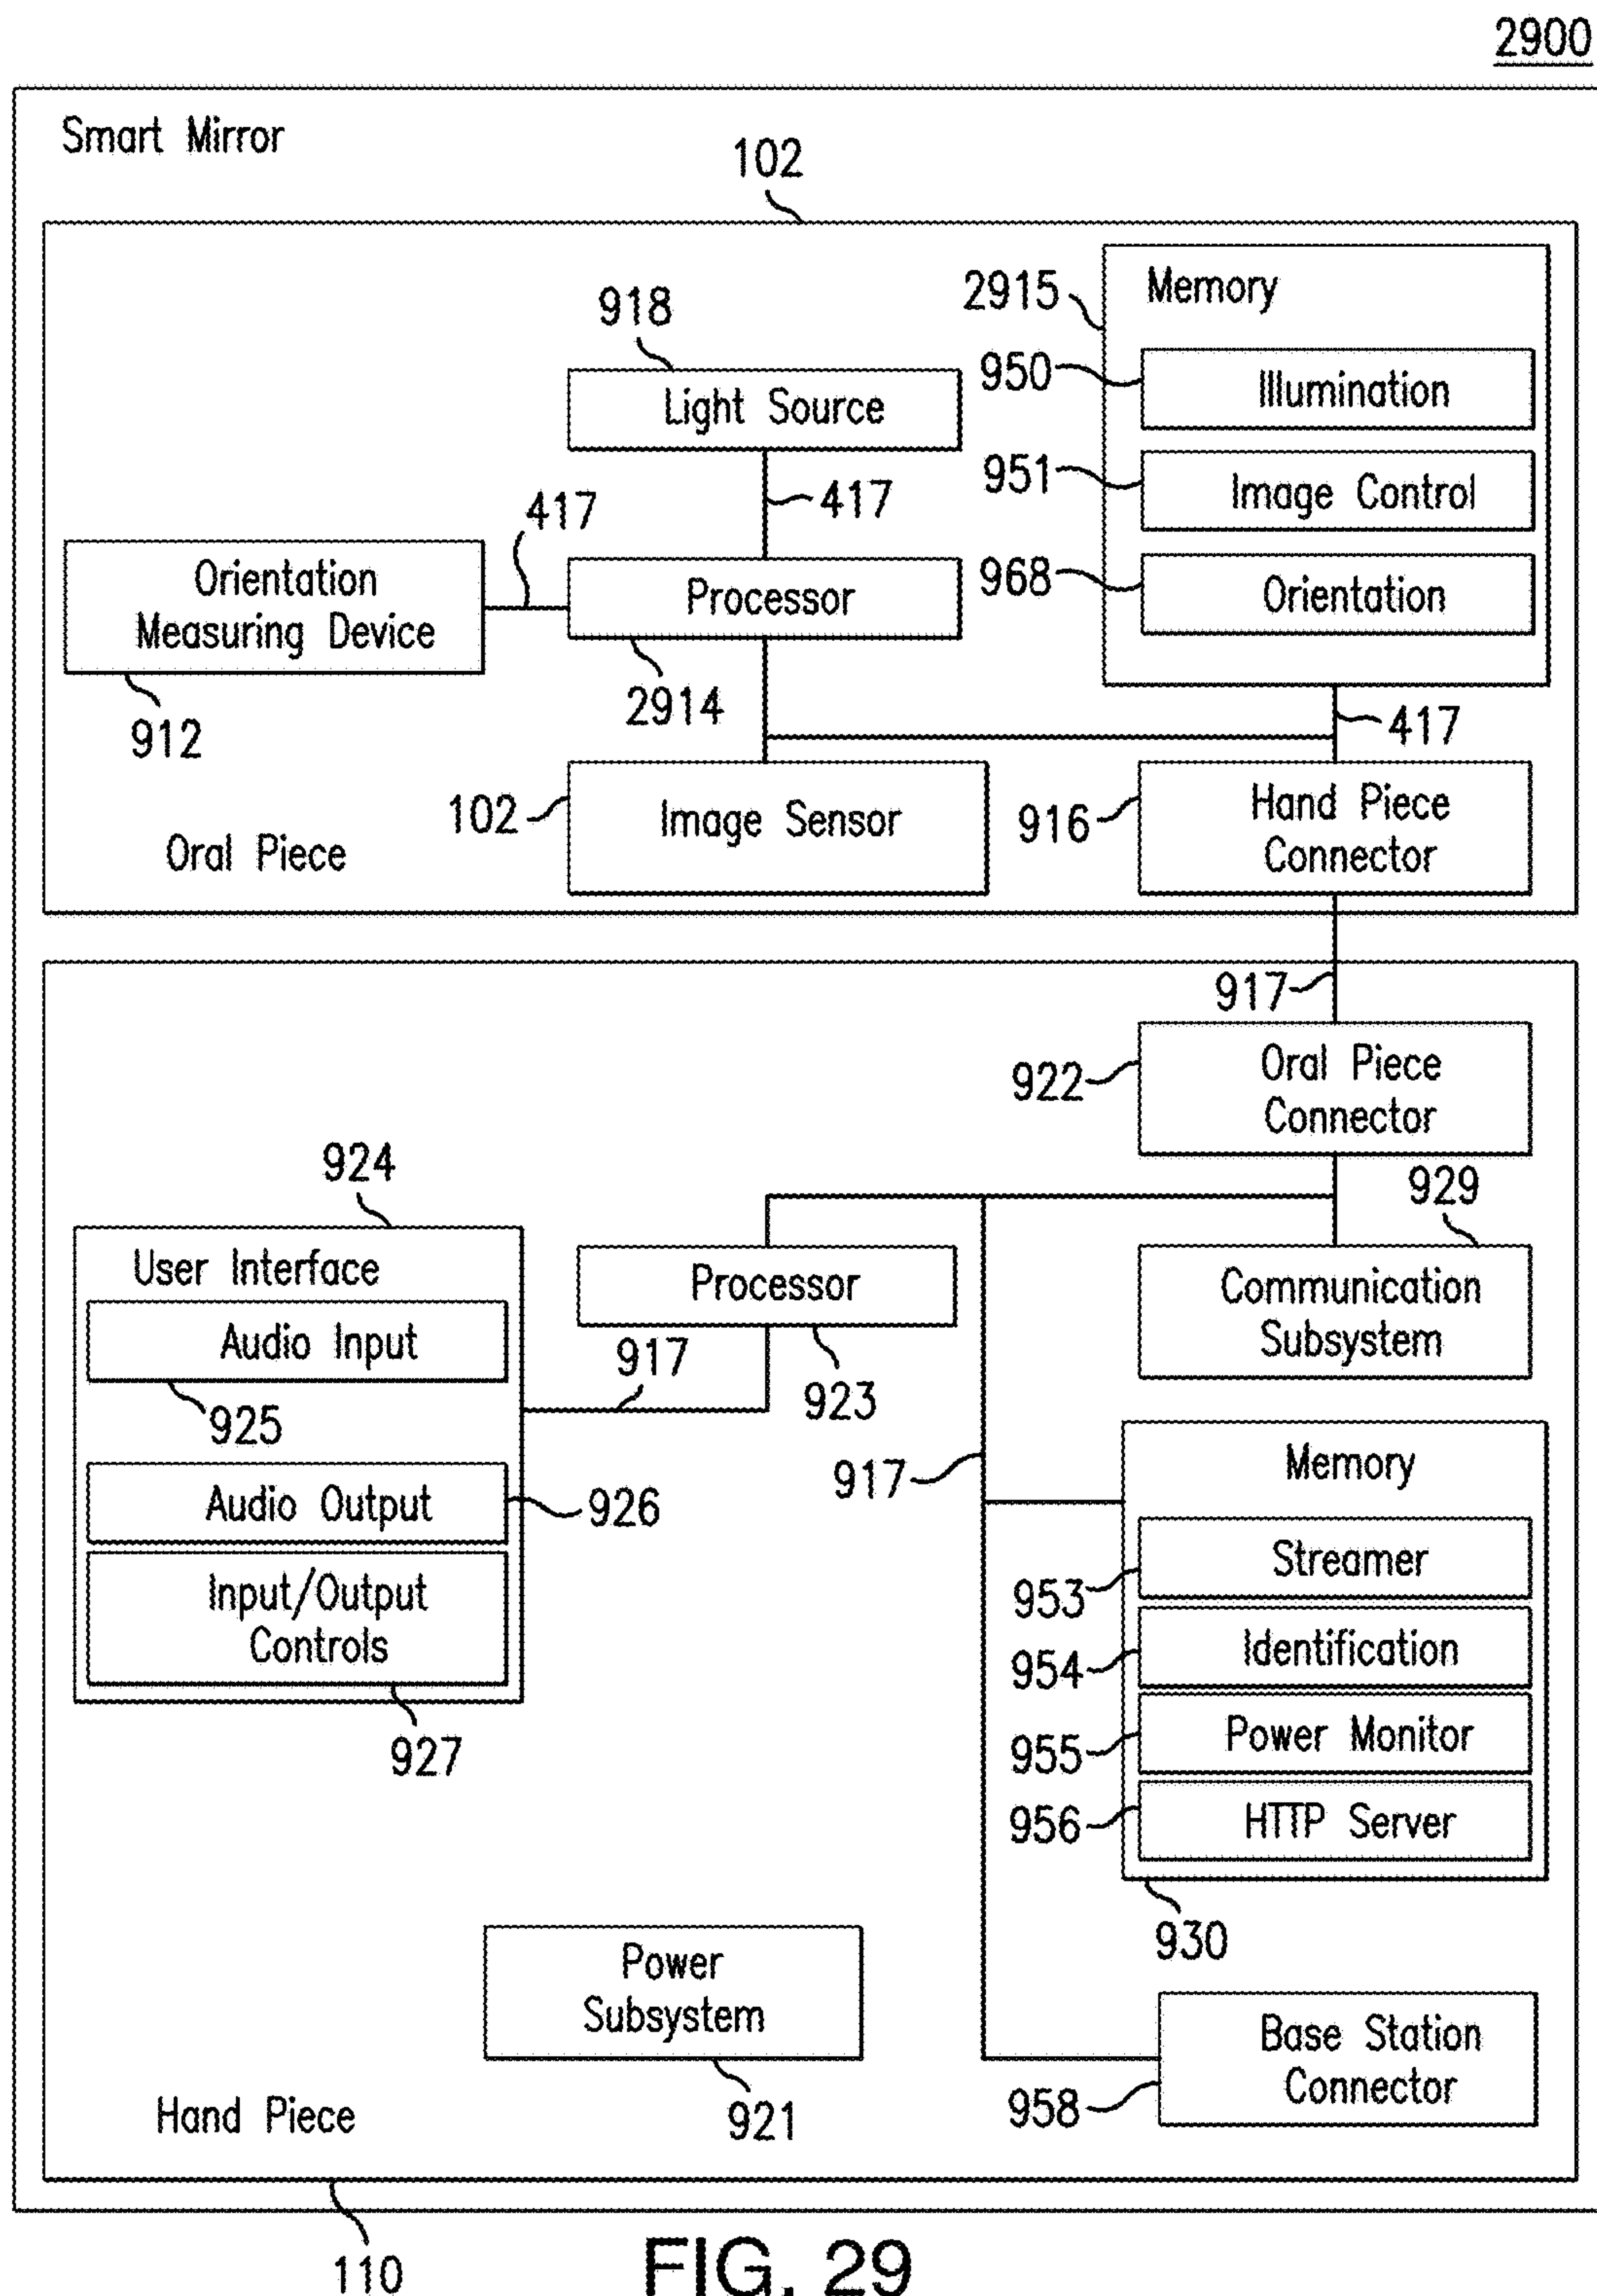 2900
Smart Mirror
102
918
Light Source
417
417
Orientation
Measuring Device
912
Processor
2914
2915
Memory
950
Illumination
951
Image Control
968
Orientation
417
102
Image Sensor
916
Hand Piece
Connector
Oral Piece
917
922
Oral Piece
Connector
924
User Interface
Audio Input
925
Audio Output
926
Input/Output
Controls
927
Processor
923
917
929
Communication
Subsystem
917
Memory
953
Streamer
954
Identification
955
Power Monitor
956
HTTP Server
930
Power
Subsystem
921
958
Base Station
Connector
Hand Piece
110
FIG. 29